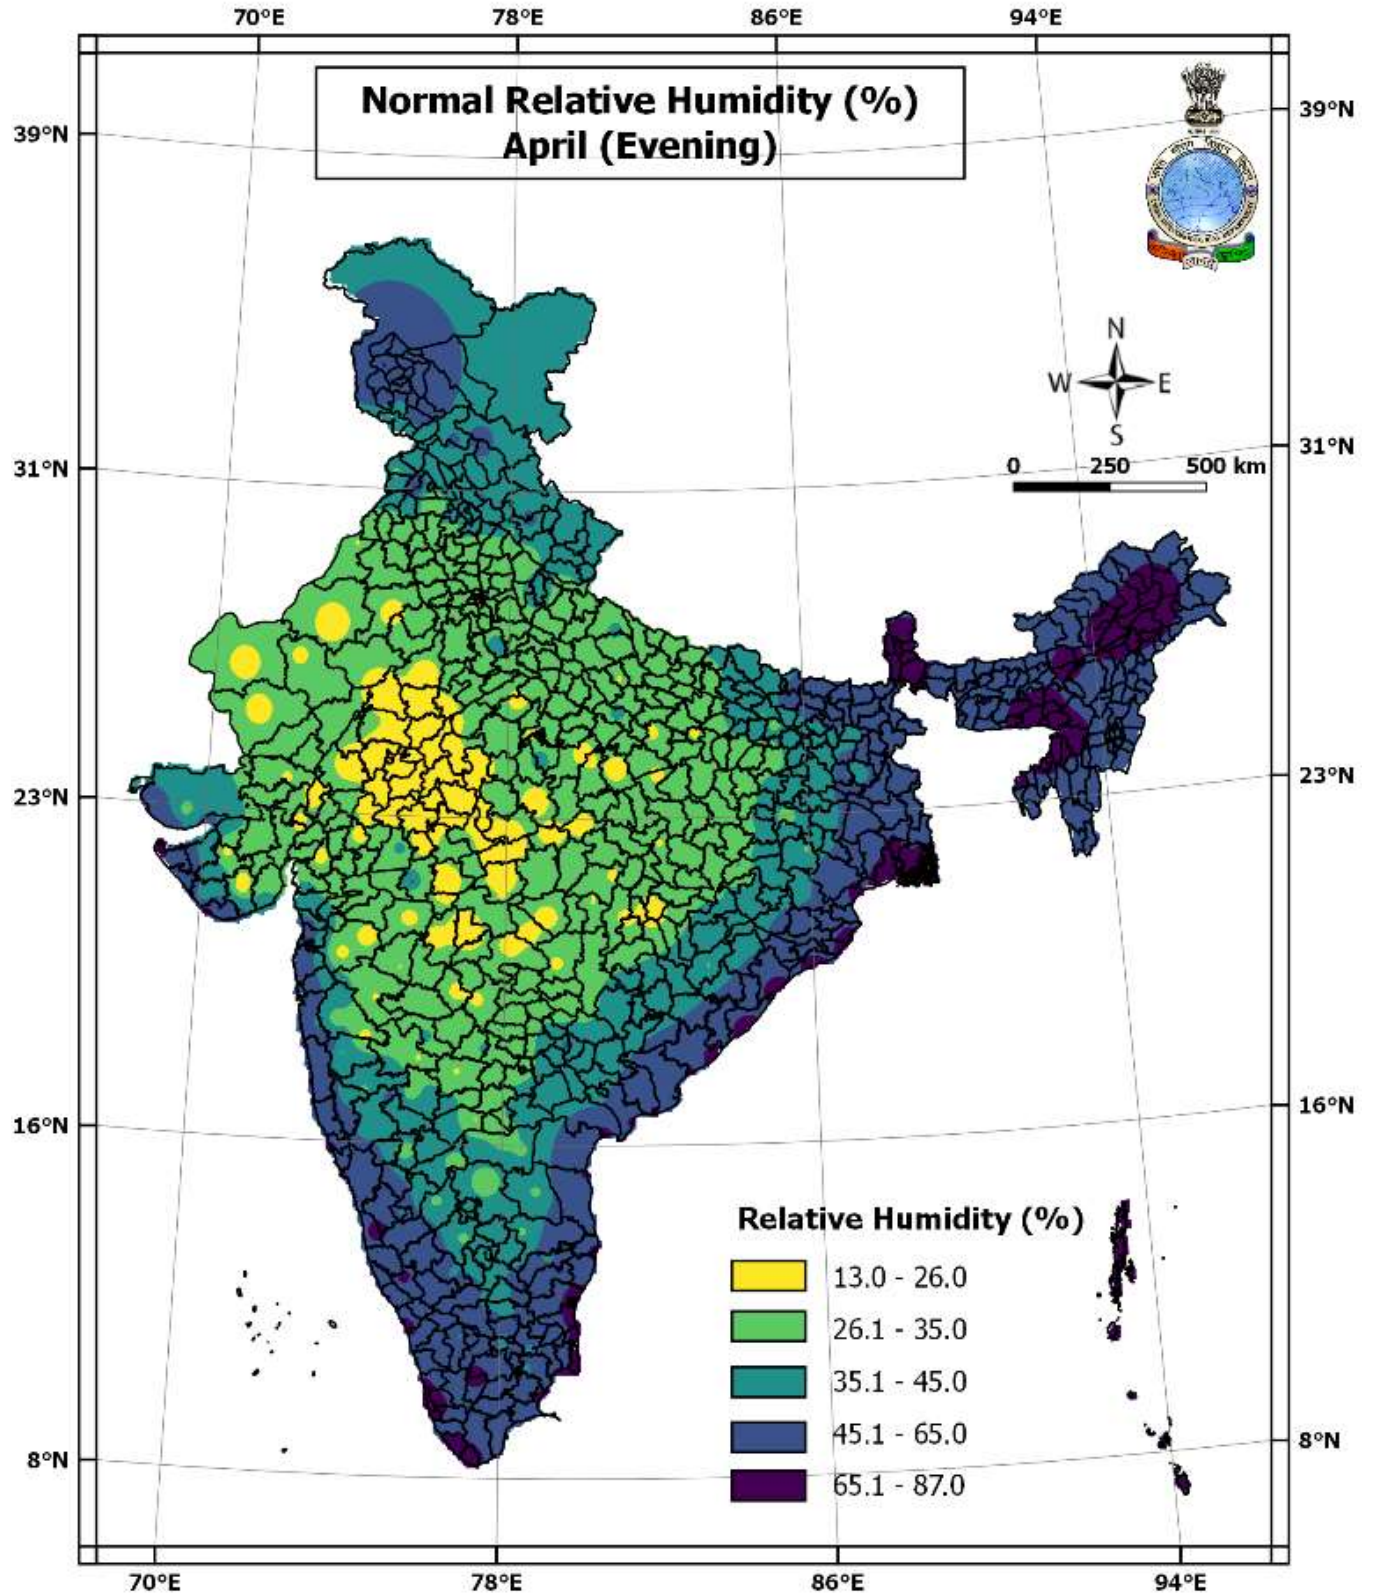 70°E 78°E 86°E 94°E
Normal Relative Humidity (%)
April (Evening)
39°N 39°N
N
W E
S
0 250 500 km
31°N 31°N
23°N 23°N
16°N 16°N
Relative Humidity (%)
13.0 - 26.0
26.1 - 35.0
35.1 - 45.0
45.1 - 65.0
65.1 - 87.0
8°N 8°N
70°E 78°E 86°E 94°E